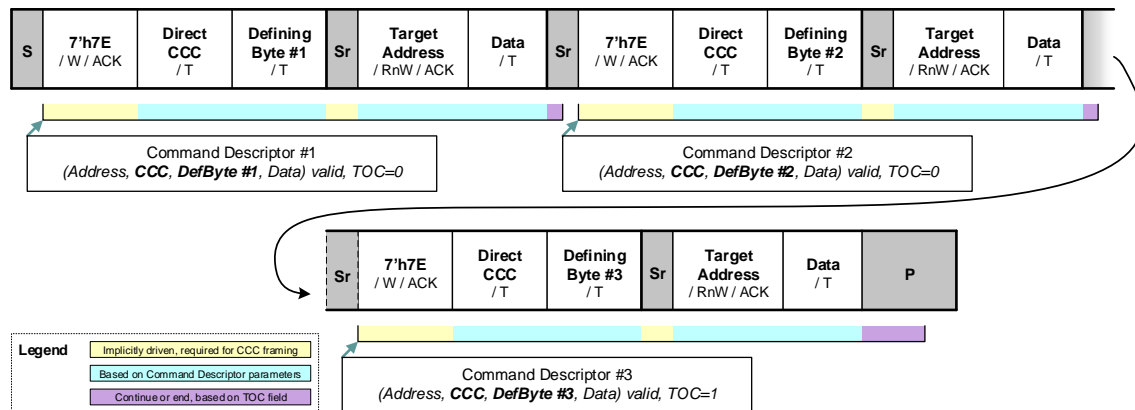 S
7'h7E
/ W / ACK
Direct
CCC
/ T
Defining
Byte #1
/ T
Sr
Target
Address
/ RnW / ACK
Data
/ T
Sr
7'h7E
/ W / ACK
Direct
CCC
/ T
Defining
Byte #2
/ T
Sr
Target
Address
/ RnW / ACK
Data
/ T
Command Descriptor #1
(Address, CCC, DefByte #1, Data) valid, TOC=0
Command Descriptor #2
(Address, CCC, DefByte #2, Data) valid, TOC=0
Sr
7'h7E
/ W / ACK
Direct
CCC
/ T
Defining
Byte #3
/ T
Sr
Target
Address
/ RnW / ACK
Data
/ T
P
Legend
Implicitly driven, required for CCC framing
Based on Command Descriptor parameters
Continue or end, based on TOC field
Command Descriptor #3
(Address, CCC, DefByte #3, Data) valid, TOC=1